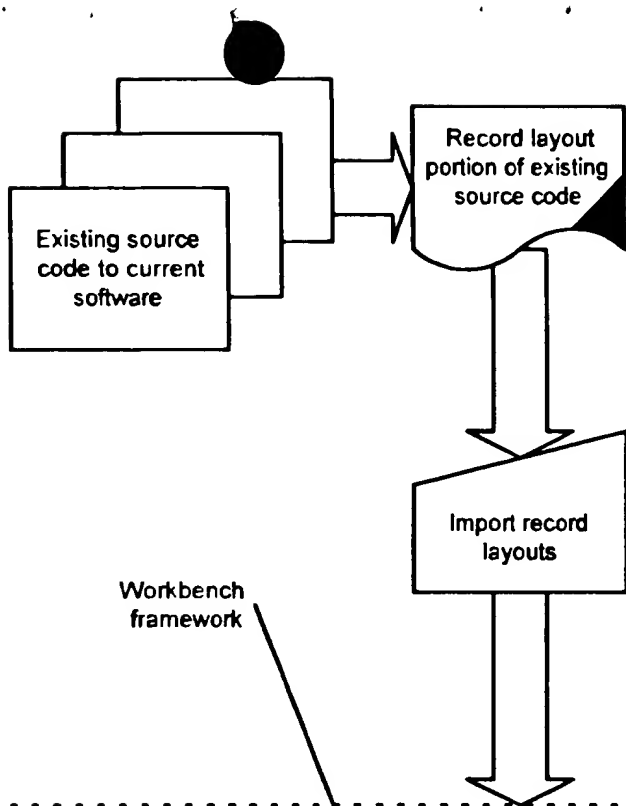 Record layout
portion of existing
source code
Existing source
code to current
software
Import record
layouts
Workbench
framework